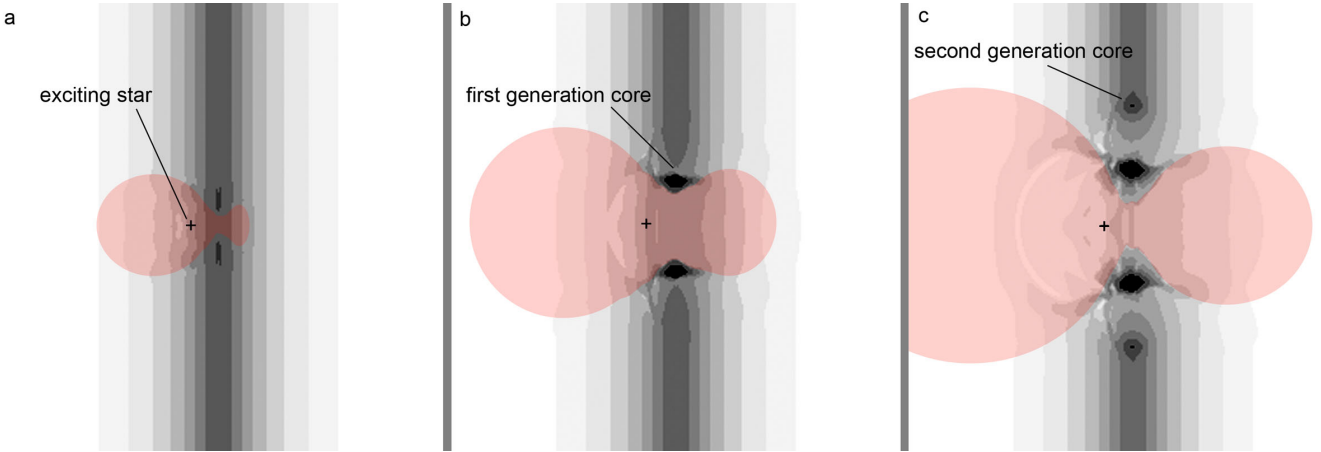 a
exciting star
b
first generation core
c
second generation core